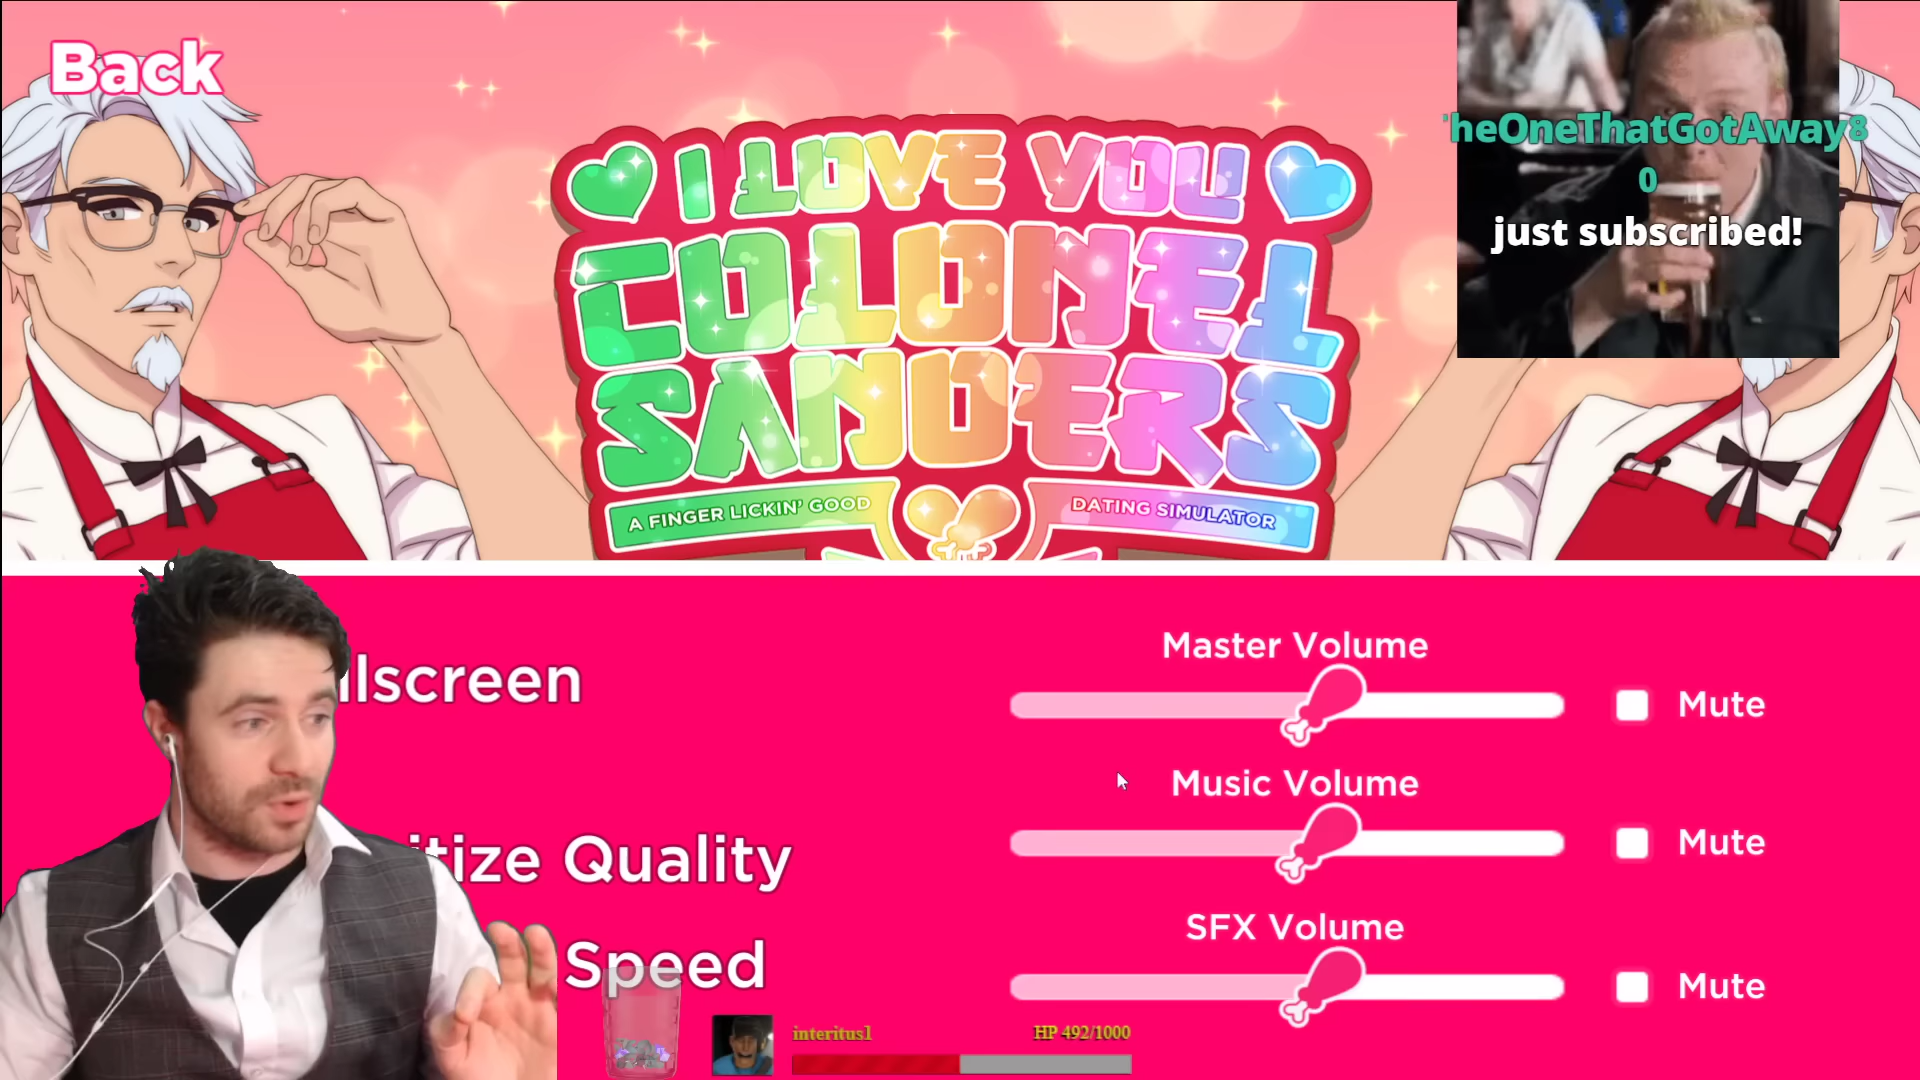 Back
I LOVE YOU
COLONEL
SANDERS
A FINGER LICKIN' GOOD
DATING SIMULATOR
heOneThatGotAway8
0
just subscribed!
llscreen
itize Quality
Speed
Master Volume
Mute
Music Volume
Mute
SFX Volume
Mute
interitus1
HP 492/1000